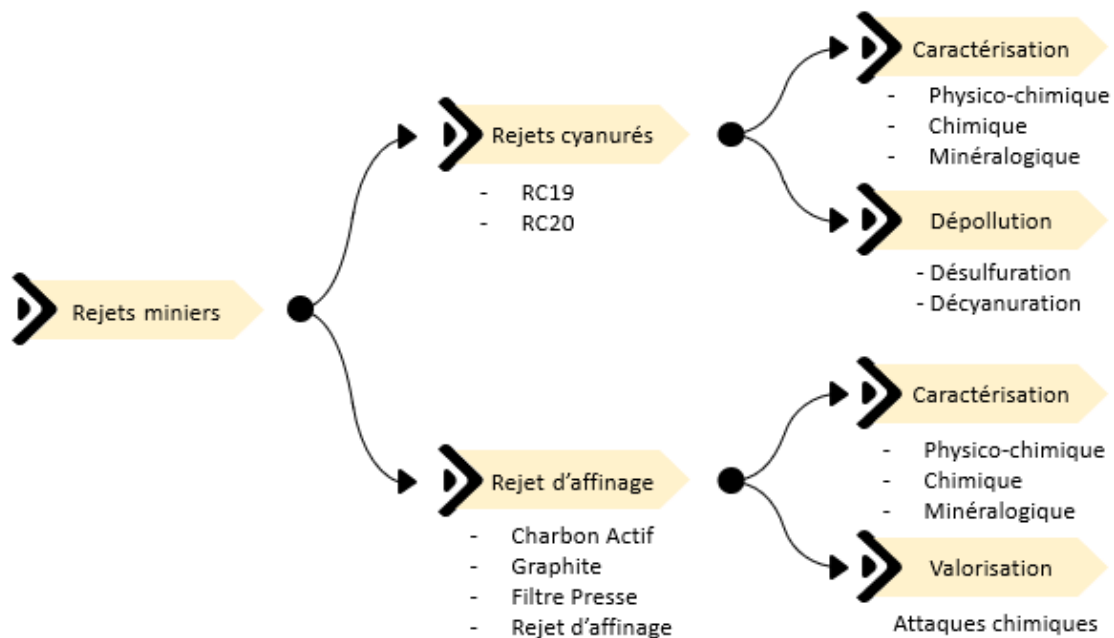 Rejets miniers
Rejets cyanurés
- RC19
- RC20
Caractérisation
- Physico-chimique
- Chimique
- Minéralogique
Dépollution
- Désulfuration
- Décyanuration
Rejet d'affinage
- Charbon Actif
- Graphite
- Filtre Presse
- Rejet d'affinage
Caractérisation
- Physico-chimique
- Chimique
- Minéralogique
Valorisation
Attaques chimiques